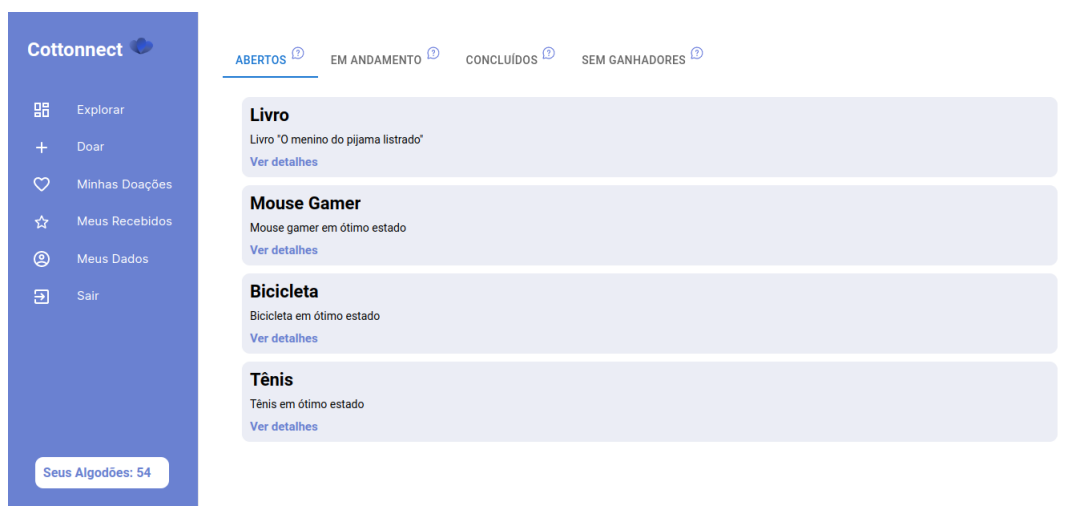 Cottonnect
Explorar
Doar
Minhas Doações
Meus Recebidos
Meus Dados
Sair
Seus Algodões: 54
ABERTOS ? EM ANDAMENTO ? CONCLUÍDOS ? SEM GANHADORES ?
Livro
Livro "O menino do pijama listrado"
Ver detalhes
Mouse Gamer
Mouse gamer em ótimo estado
Ver detalhes
Bicicleta
Bicicleta em ótimo estado
Ver detalhes
Tênis
Tênis em ótimo estado
Ver detalhes